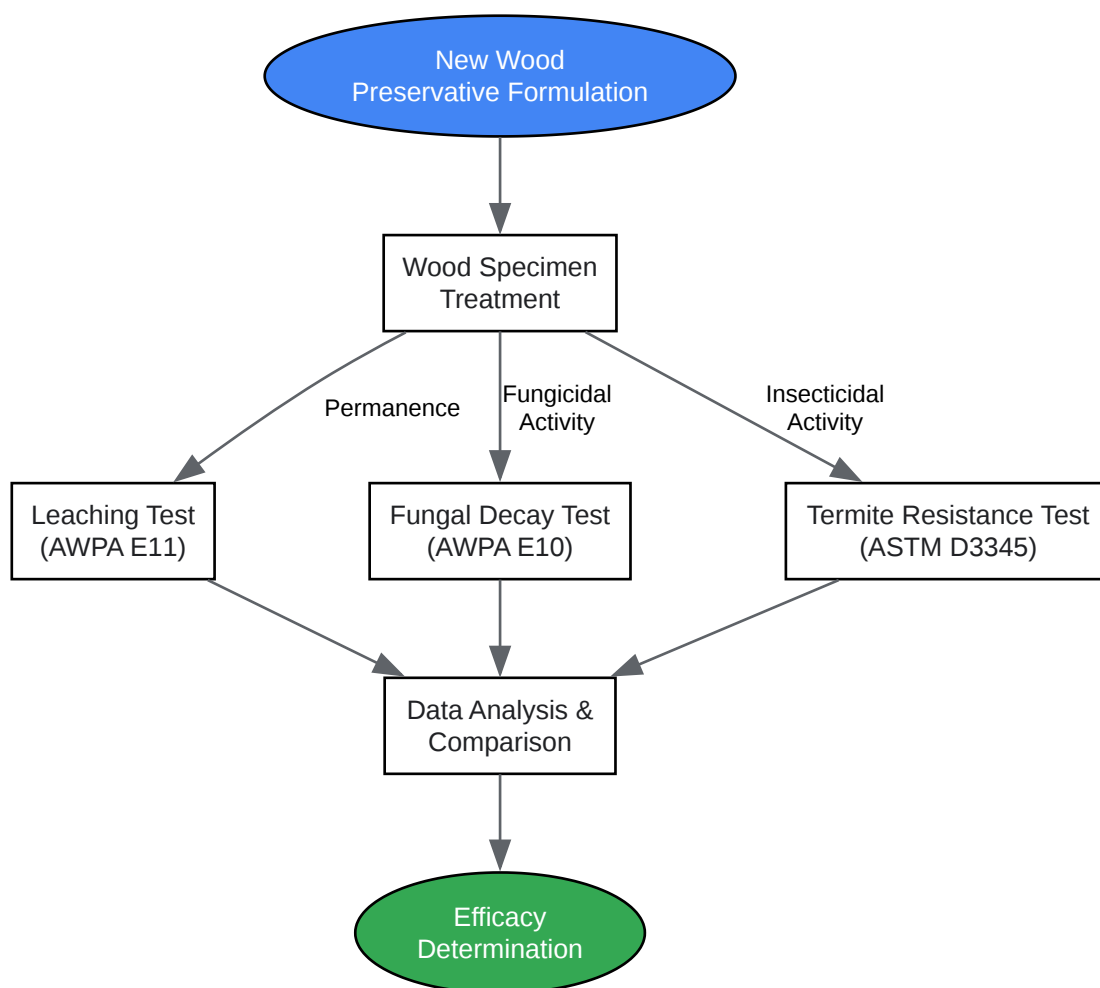 New Wood
Preservative Formulation
Wood Specimen
Treatment
Permanence
Fungicidal
Activity
Insecticidal
Activity
Leaching Test
(AWPA E11)
Fungal Decay Test
(AWPA E10)
Termite Resistance Test
(ASTM D3345)
Data Analysis &
Comparison
Efficacy
Determination